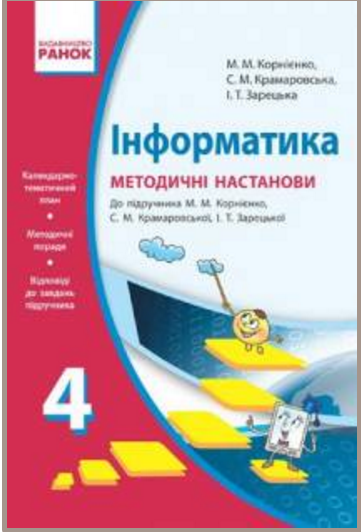 ВИДАВНИЦТВО
РАНОК
М. М. Корнієнко,
С. М. Крамаровська,
І. Т. Зарецька
Інформатика
МЕТОДИЧНІ НАСТАНОВИ
До підручника М. М. Корнієнко,
С. М. Крамаровської, І. Т. Зарецької
Календарно-
тематичний
план
Методичні
поради
Відповіді
до завдань
підручника
4